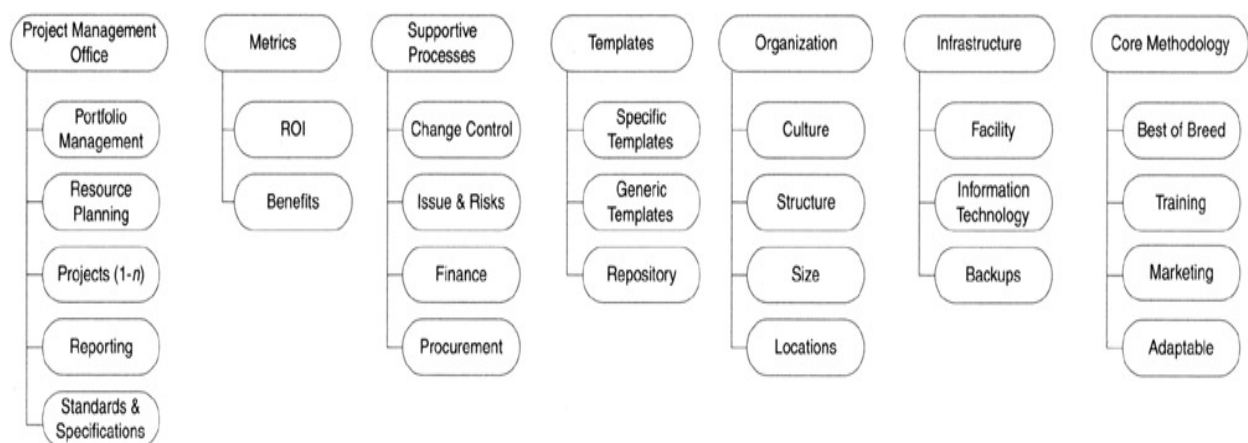 Project Management
Office
Portfolio
Management
Resource
Planning
Projects (1-n)
Reporting
Standards &
Specifications
Metrics
ROI
Benefits
Supportive
Processes
Change Control
Issue & Risks
Finance
Procurement
Templates
Specific
Templates
Generic
Templates
Repository
Organization
Culture
Structure
Size
Locations
Infrastructure
Facility
Information
Technology
Backups
Core Methodology
Best of Breed
Training
Marketing
Adaptable